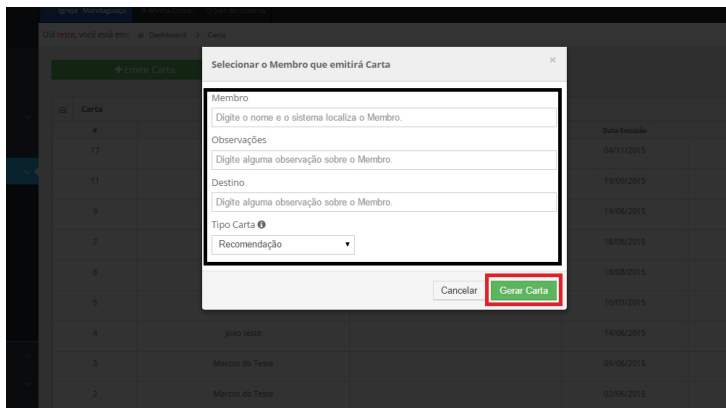 Igreja: Mandaguaçu
Olá teste, você está em: Dashboard > Carta
+ Emitir Carta
Selecionar o Membro que emitirá Carta ×
Carta
Membro
Digite o nome e o sistema localiza o Membro.
# Data Emissão
Observações
17 04/11/2015
Digite alguma observação sobre o Membro.
11 19/09/2015
Destino
Digite alguma observação sobre o Membro.
9 19/08/2015
Tipo Carta
Recomendação
7 18/08/2015
6 18/08/2015
Cancelar Gerar Carta
5 10/07/2015
4 Joao teste 14/06/2015
3 Marcos do Teste 09/06/2015
2 Marcos do Teste 02/06/2015